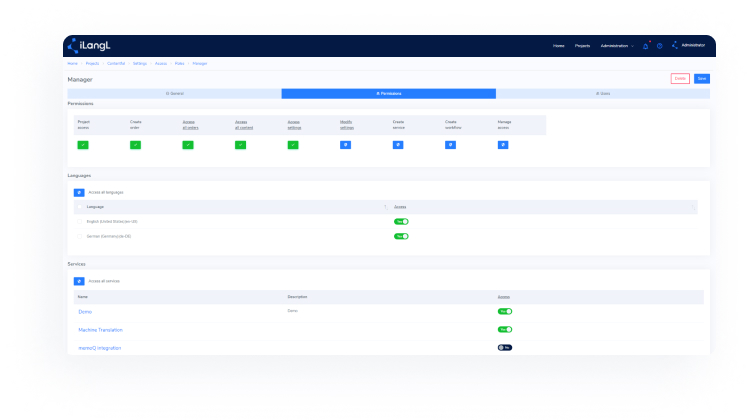 iLangL
Home Projects Administration Administrator
Home Projects ContentBit Settings Access Roles Manager
Manager
Delete Save
General Permissions Users
Permissions
Project access Create order Access all orders Access all content Access settings Modify settings Create service Create workflow Manage access
Languages
Access all languages
Language Access
English (United States)(en-US) Yes
German (Germany)(de-DE) Yes
Services
Access all services
Name Description Access
Demo Demo Yes
Machine Translation Yes
memoQ Integration No